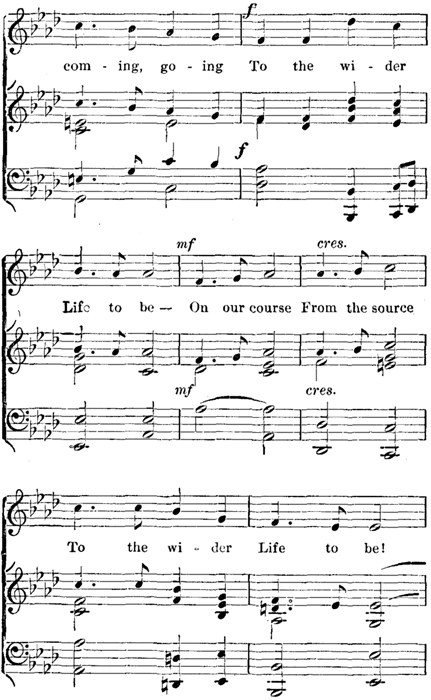 f
com - ing, go - ing To the wi - der
f
mf cres.
Life to be — On our course From the source
mf cres.
To the wi - der Life to be!